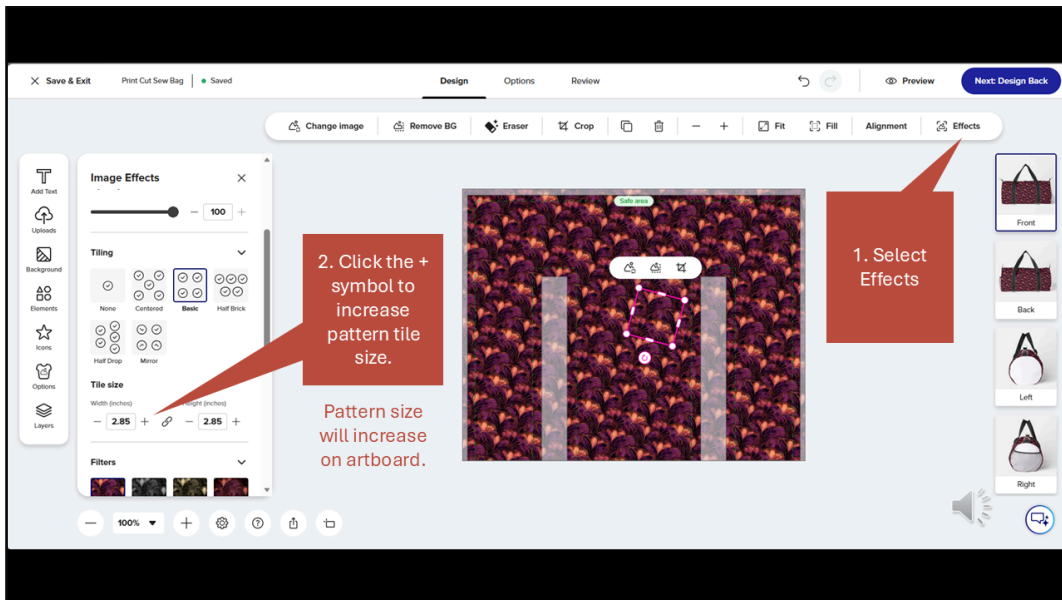 Save & Exit
Print Cut Sew Bag
Saved
Design
Options
Review
Preview
Next: Design Back
Change image
Remove BG
Eraser
Crop
Fit
Fill
Alignment
Effects
Add Text
Uploads
Background
Elements
Icons
Options
Layers
Image Effects
100
Tiling
None
Centered
Basic
Half Brick
Half Drop
Mirror
Tile size
Width (inches)
2.85
2.85
Filters
100%
2. Click the +
symbol to
increase
pattern tile
size.
Pattern size
will increase
on artboard.
Safe area
1. Select
Effects
Front
Back
Left
Right